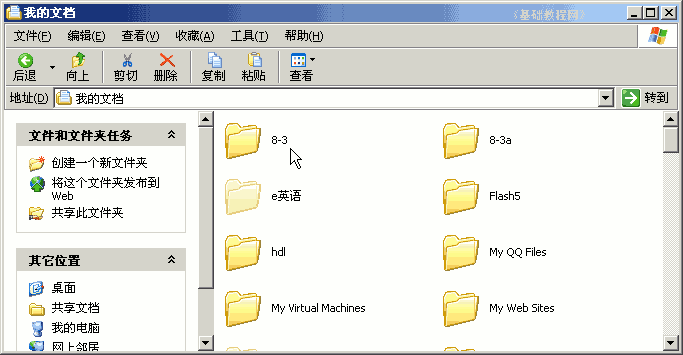 我的文档
(基础教程网)
文件(F) 编辑(E) 查看(V) 收藏(A) 工具(T) 帮助(H)
后退 向上 剪切 删除 复制 粘贴 查看
地址(D) 我的文档 转到
文件和文件夹任务
创建一个新文件夹
将这个文件夹发布到
Web
共享此文件夹
其它位置
桌面
共享文档
我的电脑
网上邻居
8-3 8-3a
e英语 Flash5
hdl My QQ Files
My Virtual Machines My Web Sites